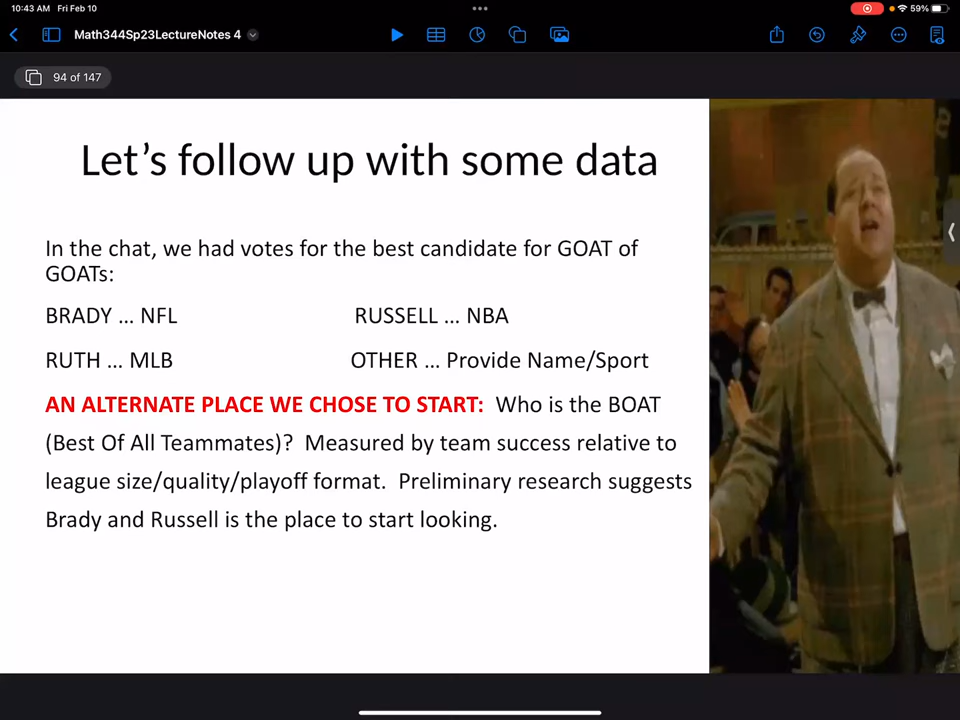 10:43 AM Fri Feb 10
59%
Math344Sp23LectureNotes 4
94 of 147
Let's follow up with some data
In the chat, we had votes for the best candidate for GOAT of
GOATs:
BRADY ... NFL RUSSELL ... NBA
RUTH ... MLB OTHER ... Provide Name/Sport
AN ALTERNATE PLACE WE CHOSE TO START: Who is the BOAT
(Best Of All Teammates)? Measured by team success relative to
league size/quality/playoff format. Preliminary research suggests
Brady and Russell is the place to start looking.